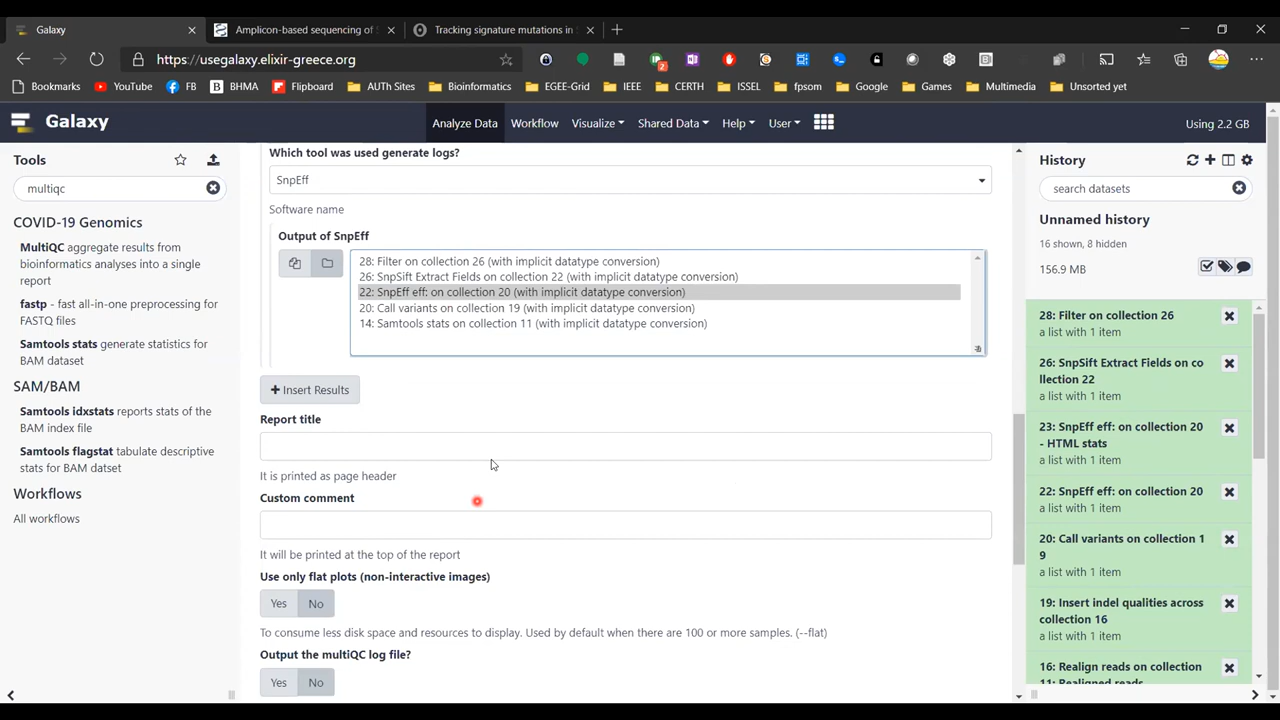 Galaxy
Amplicon-based sequencing of
Tracking signature mutations in
https://usegalaxy.elixir-greece.org
2
Bookmarks
YouTube
FB
BHMA
Flipboard
AUTh Sites
Bioinformatics
EGEE-Grid
IEEE
CERTH
ISSEL
fpsom
Google
Games
Multimedia
Unsorted yet
Galaxy
Analyze Data
Workflow
Visualize
Shared Data
Help
User
Using 2.2 GB
Tools
multiqc
COVID-19 Genomics
MultiQC aggregate results from
bioinformatics analyses into a single
report
fastp - fast all-in-one preprocessing for
FASTQ files
Samtools stats generate statistics for
BAM dataset
SAM/BAM
Samtools idxstats reports stats of the
BAM index file
Samtools flagstat tabulate descriptive
stats for BAM datset
Workflows
All workflows
Which tool was used generate logs?
SnpEff
Software name
Output of SnpEff
28: Filter on collection 26 (with implicit datatype conversion)
26: SnpSift Extract Fields on collection 22 (with implicit datatype conversion)
22: SnpEff eff: on collection 20 (with implicit datatype conversion)
20: Call variants on collection 19 (with implicit datatype conversion)
14: Samtools stats on collection 11 (with implicit datatype conversion)
+ Insert Results
Report title
It is printed as page header
Custom comment
It will be printed at the top of the report
Use only flat plots (non-interactive images)
Yes
No
To consume less disk space and resources to display. Used by default when there are 100 or more samples. (--flat)
Output the multiQC log file?
Yes
No
History
search datasets
Unnamed history
16 shown, 8 hidden
156.9 MB
28: Filter on collection 26
a list with 1 item
26: SnpSift Extract Fields on co
llection 22
a list with 1 item
23: SnpEff eff: on collection 20
- HTML stats
a list with 1 item
22: SnpEff eff: on collection 20
a list with 1 item
20: Call variants on collection 1
9
a list with 1 item
19: Insert indel qualities across
collection 16
a list with 1 item
16: Realign reads on collection
11: Realigned reads